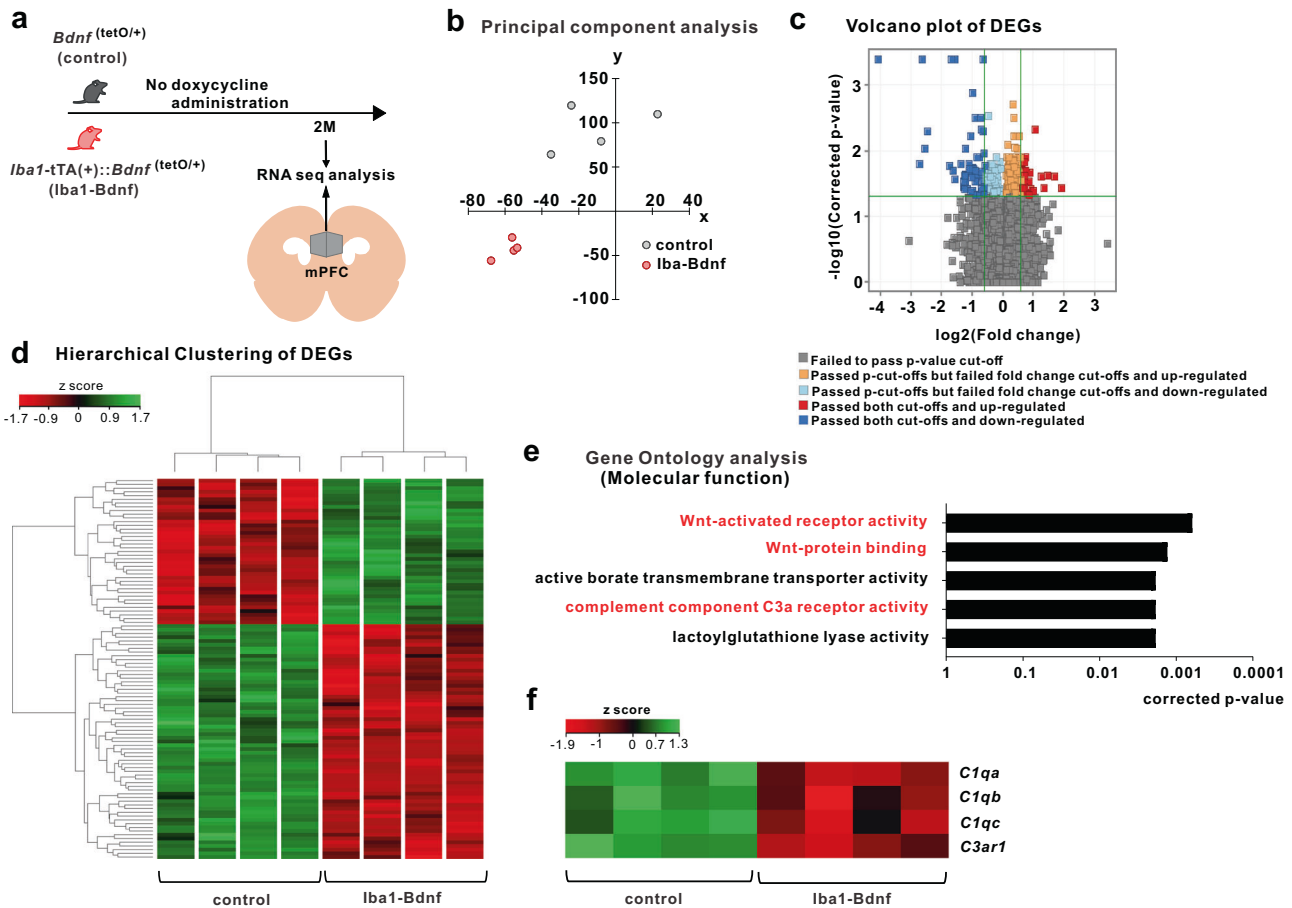 a
Bdnf (tetO/+)
(control)
No doxycycline
administration
2M
Iba1-tTA(+)::Bdnf (tetO/+)
(Iba1-Bdnf)
RNA seq analysis
mPFC
b Principal component analysis
y
150
100
50
-80 -60 -40 -20 0 20 40
x
-50
-100
control
Iba-Bdnf
c Volcano plot of DEGs
-log10(Corrected p-value)
3
2
1
0
-4 -3 -2 -1 0 1 2 3
log2(Fold change)
Failed to pass p-value cut-off
Passed p-cut-offs but failed fold change cut-offs and up-regulated
Passed p-cut-offs but failed fold change cut-offs and down-regulated
Passed both cut-offs and up-regulated
Passed both cut-offs and down-regulated
d Hierarchical Clustering of DEGs
z score
-1.7 -0.9 0 0.9 1.7
control Iba1-Bdnf
e Gene Ontology analysis
(Molecular function)
Wnt-activated receptor activity
Wnt-protein binding
active borate transmembrane transporter activity
complement component C3a receptor activity
lactoylglutathione lyase activity
1 0.1 0.01 0.001 0.0001
corrected p-value
f
z score
-1.9 -1 0 0.7 1.3
C1qa
C1qb
C1qc
C3ar1
control Iba1-Bdnf